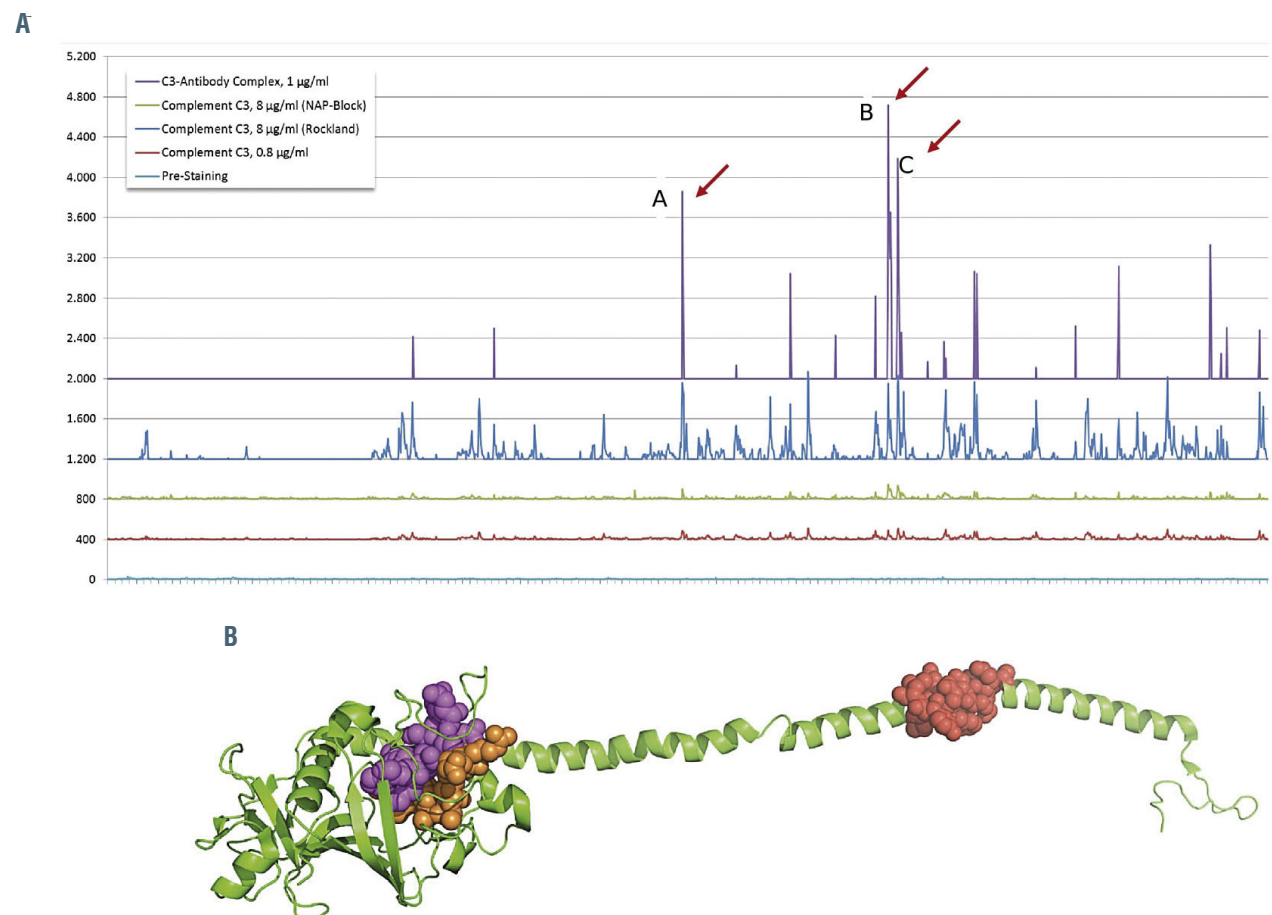 A
5.200
4.800
4.400
4.000
3.600
3.200
2.800
2.400
2.000
1.600
1.200
800
400
0
C3-Antibody Complex, 1 µg/ml
Complement C3, 8 µg/ml (NAP-Block)
Complement C3, 8 µg/ml (Rockland)
Complement C3, 0.8 µg/ml
Pre-Staining
A
B
C
B